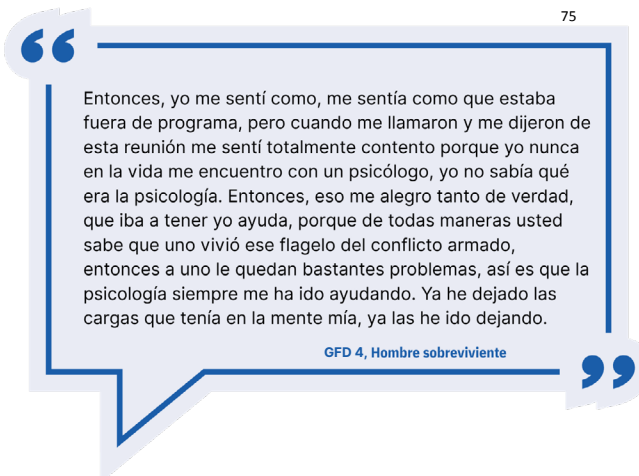 75
“
Entonces, yo me sentí como, me sentía como que estaba
fuera de programa, pero cuando me llamaron y me dijeron de
esta reunión me sentí totalmente contento porque yo nunca
en la vida me encuentro con un psicólogo, yo no sabía qué
era la psicología. Entonces, eso me alegro tanto de verdad,
que iba a tener yo ayuda, porque de todas maneras usted
sabe que uno vivió ese flagelo del conflicto armado,
entonces a uno le quedan bastantes problemas, así es que la
psicología siempre me ha ido ayudando. Ya he dejado las
cargas que tenía en la mente mía, ya las he ido dejando.
GFD 4, Hombre sobreviviente
”